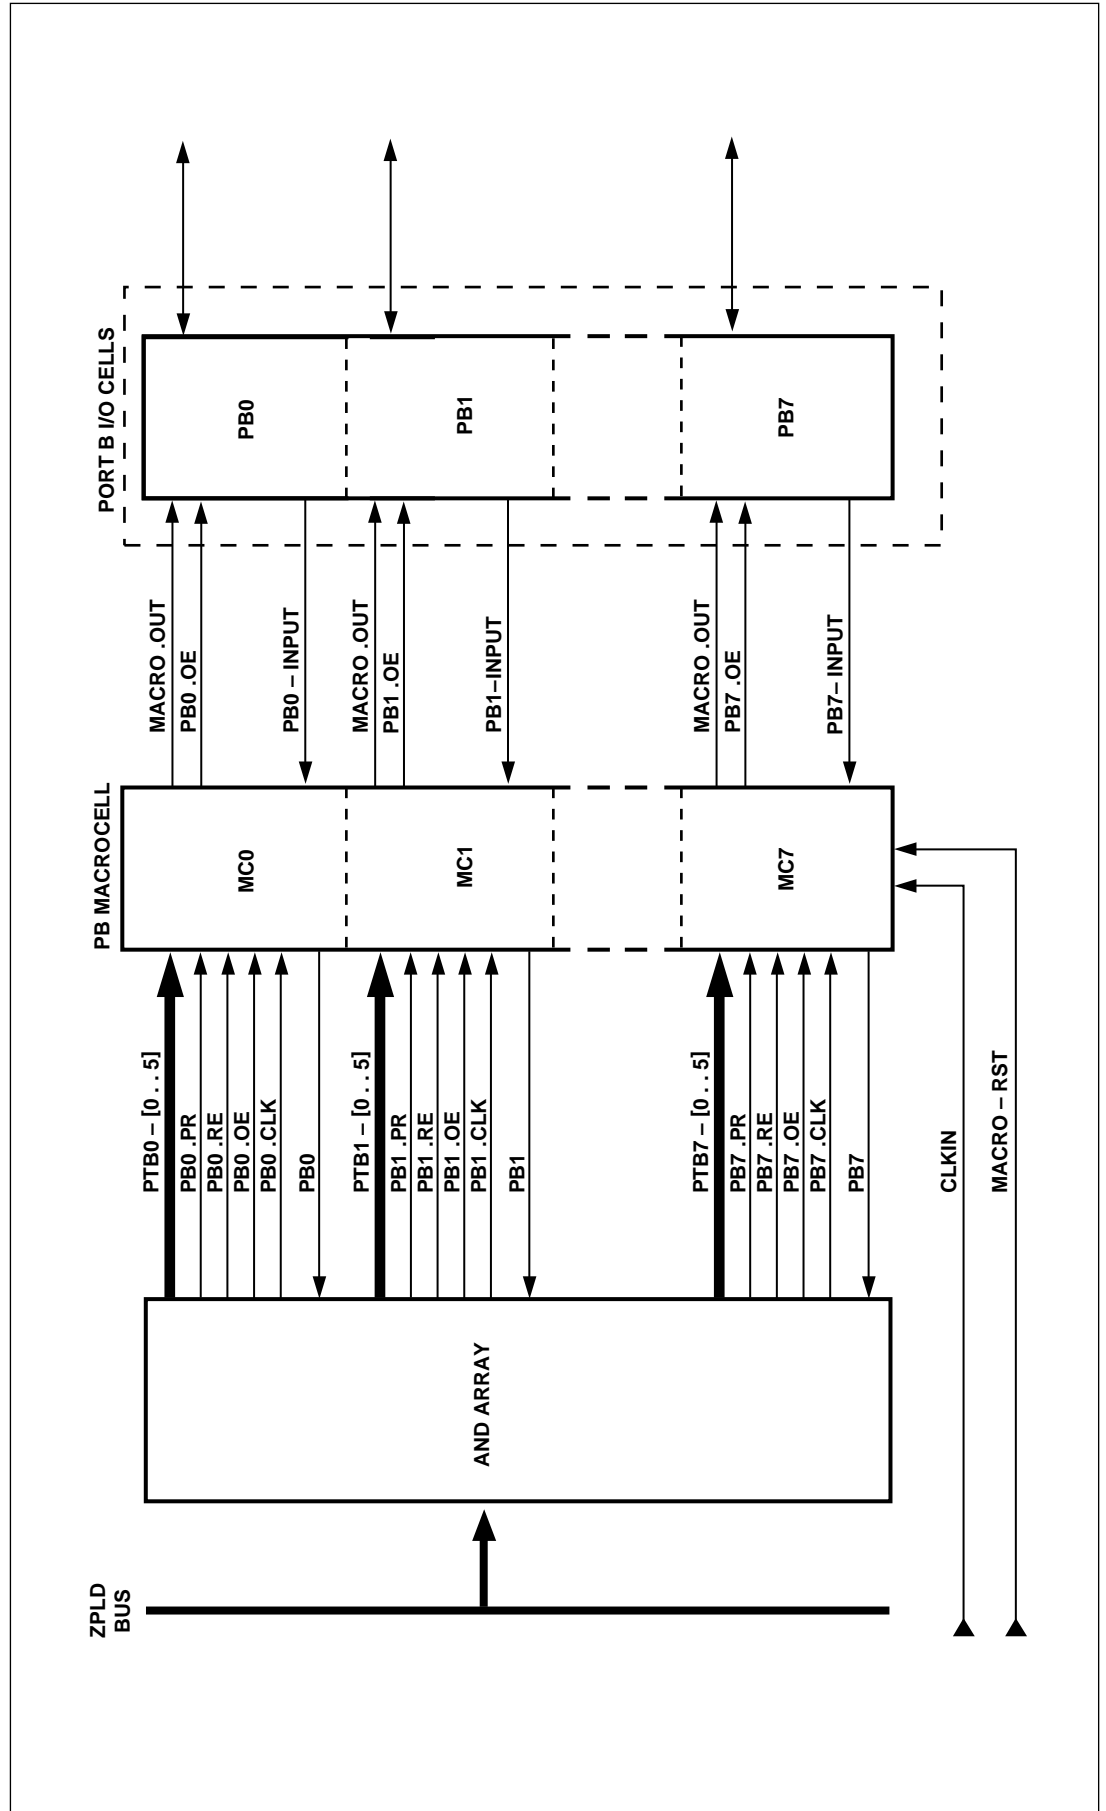 ZPLD
BUS
AND ARRAY
PTB0 – [0 . . 5]
PB0 .PR
PB0 .RE
PB0 .OE
PB0 .CLK
PB0
PTB1 – [0 . . 5]
PB1 .PR
PB1 .RE
PB1 .OE
PB1 .CLK
PB1
PTB7 – [0 . . 5]
PB7 .PR
PB7 .RE
PB7 .OE
PB7 .CLK
PB7
CLKIN
MACRO – RST
PB MACROCELL
MC0
MC1
MC7
MACRO .OUT
PB0 .OE
PB0 – INPUT
MACRO .OUT
PB1 .OE
PB1–INPUT
MACRO .OUT
PB7 .OE
PB7– INPUT
PORT B I/O CELLS
PB0
PB1
PB7